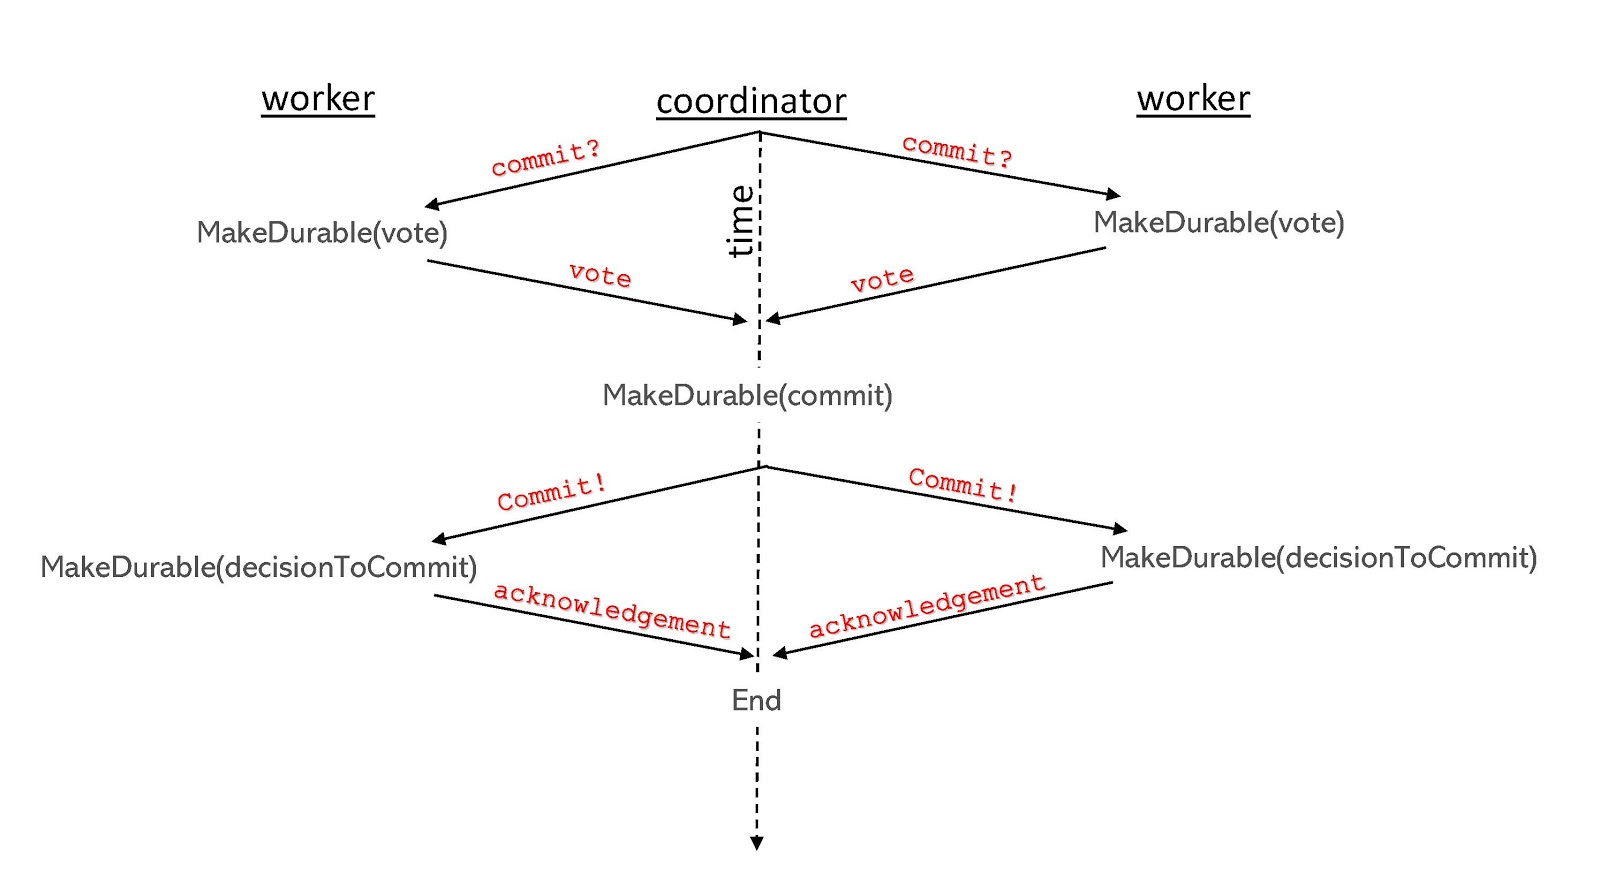 worker
coordinator
worker
commit?
commit?
time
MakeDurable(vote)
MakeDurable(vote)
vote
vote
MakeDurable(commit)
Commit!
Commit!
MakeDurable(decisionToCommit)
MakeDurable(decisionToCommit)
acknowledgement
acknowledgement
End